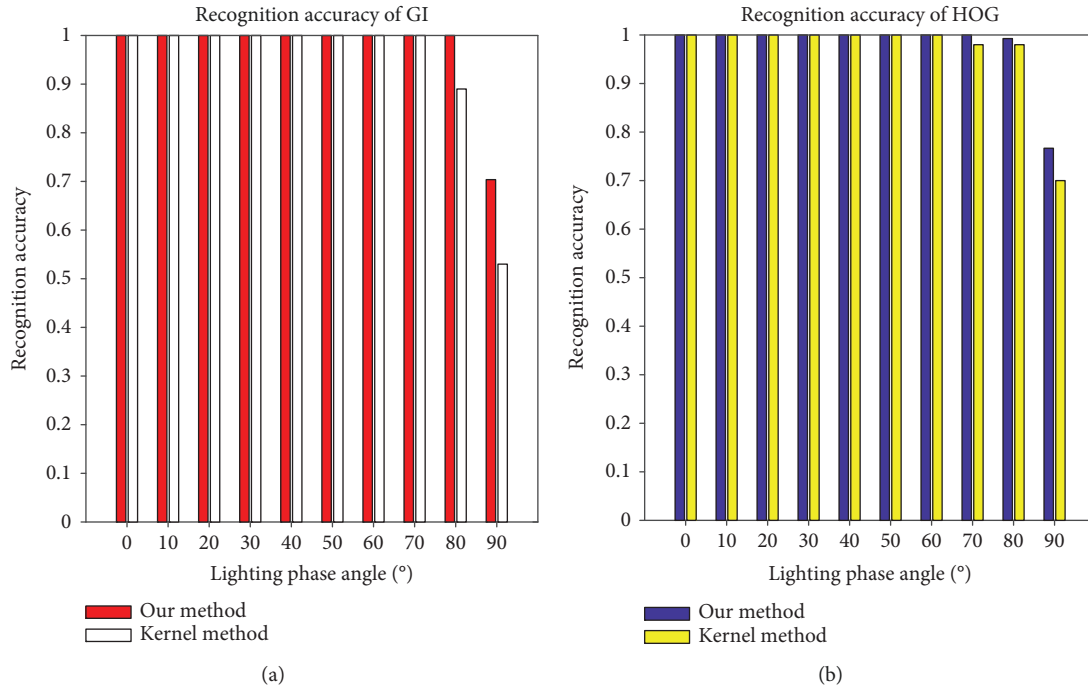 Recognition accuracy of GI
1
0.9
0.8
0.7
0.6
0.5
0.4
0.3
0.2
0.1
0
Recognition accuracy
0 10 20 30 40 50 60 70 80 90
Lighting phase angle (°)
Our method
Kernel method
(a)
Recognition accuracy of HOG
1
0.9
0.8
0.7
0.6
0.5
0.4
0.3
0.2
0.1
0
Recognition accuracy
0 10 20 30 40 50 60 70 80 90
Lighting phase angle (°)
Our method
Kernel method
(b)